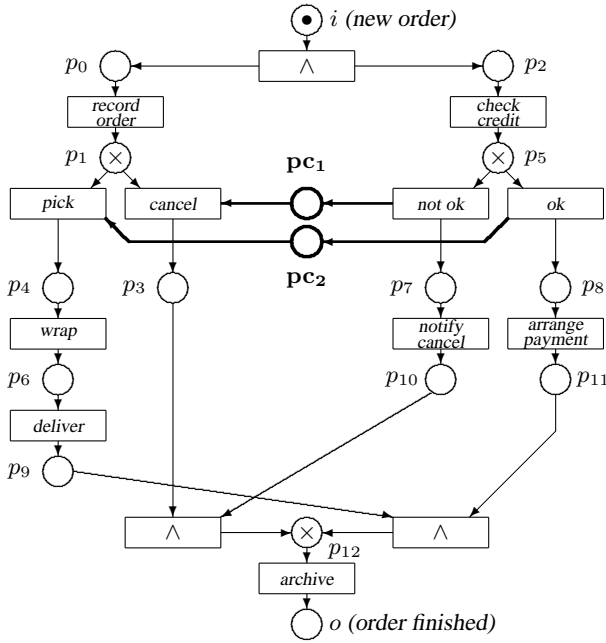 i (new order)
p0 ∧ p2
record
order
check
credit
p1 × pc1 × p5
pick cancel not ok ok
pc2
p4 p3 p7 p8
wrap
notify
cancel
arrange
payment
p6 p10 p11
deliver
p9
∧ × ∧
p12
archive
o (order finished)